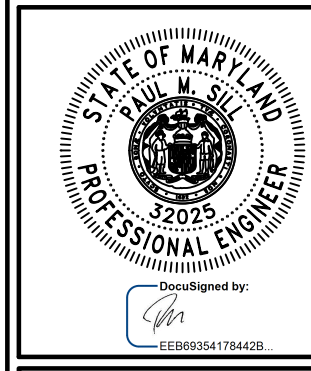 STATE OF MARYLAND
PAUL M. SILL
32025
PROFESSIONAL ENGINEER
DocuSigned by:
EEB69354178442B...